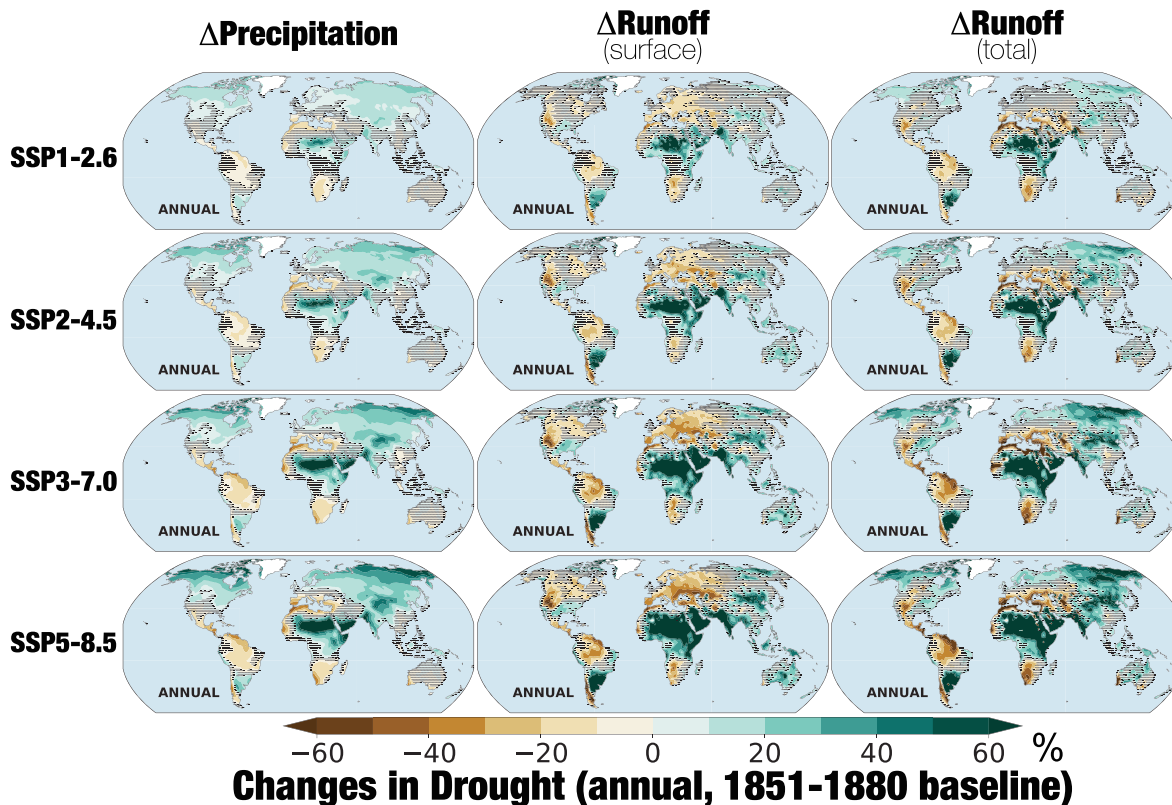 ΔPrecipitation
ΔRunoff
(surface)
ΔRunoff
(total)
SSP1-2.6
ANNUAL
ANNUAL
ANNUAL
SSP2-4.5
ANNUAL
ANNUAL
ANNUAL
SSP3-7.0
ANNUAL
ANNUAL
ANNUAL
SSP5-8.5
ANNUAL
ANNUAL
ANNUAL
−60 −40 −20 0 20 40 60 %
Changes in Drought (annual, 1851-1880 baseline)